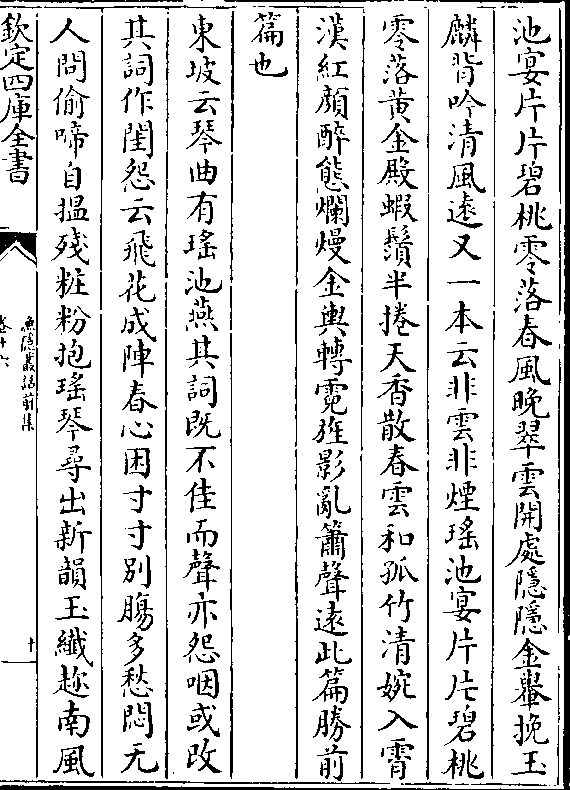 池宴片片碧桃零落春風晚翠雲開處隱隱金轝挽玉
麟背吟清風遠又一本云非雲非煙瑤池宴片片碧桃
零落黃金殿蝦鬚半捲天香散春雲和孤竹清婉入霄
漢紅顔醉態爛熳金輿轉霓旌影亂簫聲遠此篇勝前
篇也
東坡云琴曲有瑤池燕其詞既不佳而聲亦怨咽或改
其詞作閨怨云飛花成陣春心困寸寸別腸多愁悶无
人問偷啼自揾殘粧粉抱瑤琴尋出新韻玉纖趂南風
欽定四庫全書
漁隱叢話前集
卷十六
十